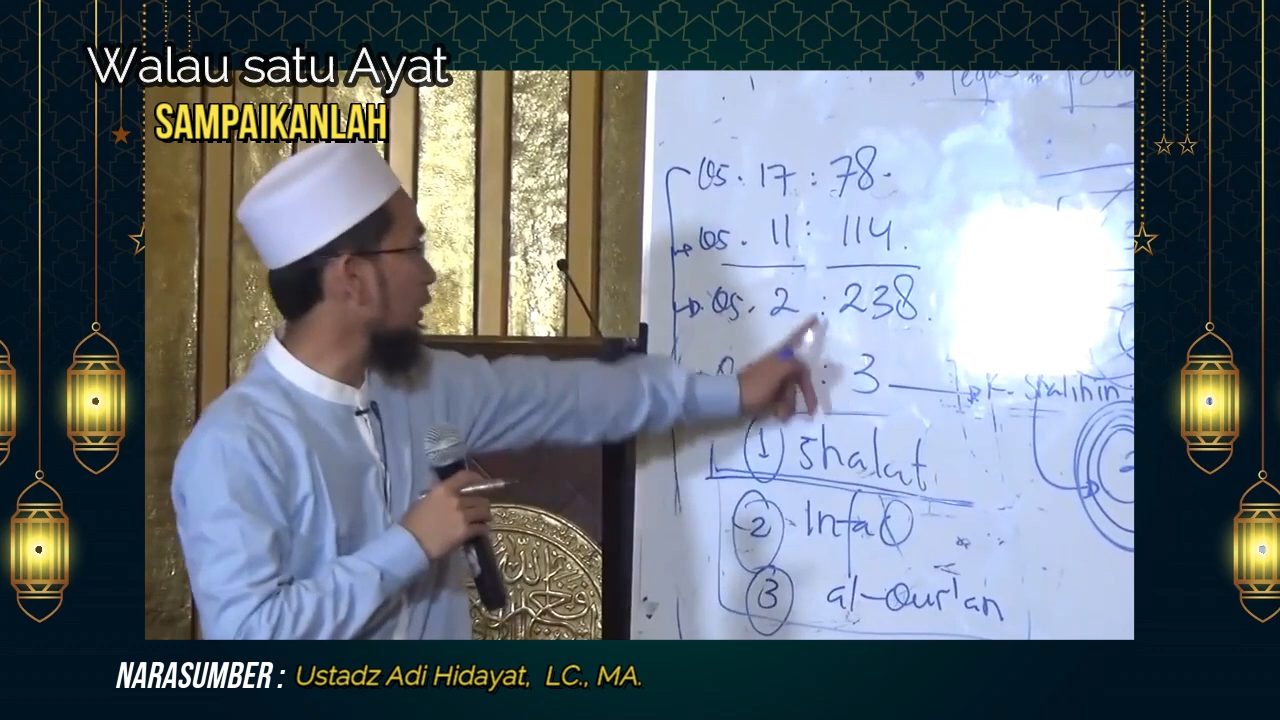 Walau satu Ayat
SAMPAIKANLAH
QS. 17 : 78.
QS. 11 : 114.
QS. 2 : 238.
: 3 K. Shalihin
1 Shalat
2 Infaq
3 al-Qur'an
NARASUMBER : Ustadz Adi Hidayat, LC., MA.